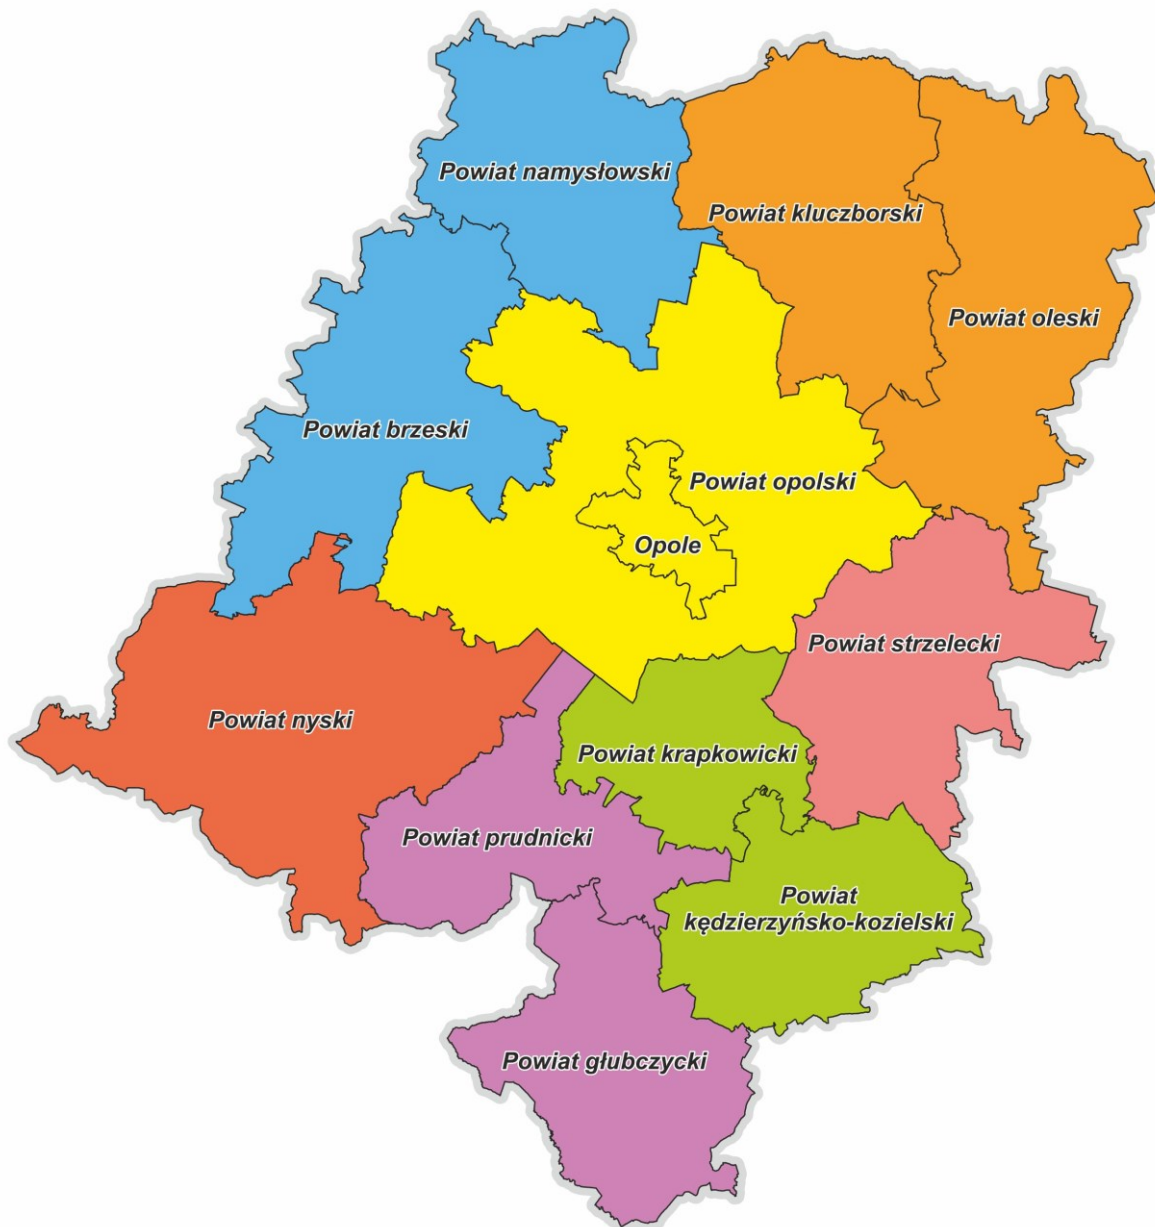 Powiat namysłowski
Powiat kluczborski
Powiat oleski
Powiat brzeski
Powiat opolski
Opole
Powiat strzelecki
Powiat nyski
Powiat krapkowicki
Powiat prudnicki
Powiat
kędzierzyńsko-kozielski
Powiat głubczycki